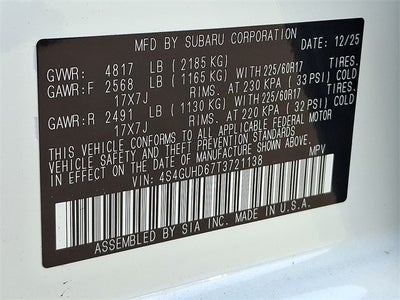 MFD BY SUBARU CORPORATION DATE: 12/25
GVWR: 4817 LB (2185 KG)
GAWR:F 2568 LB (1165 KG) WITH 225/60R17 TIRES.
17X7J RIMS. AT 230 KPA (33 PSI) COLD
GAWR:R 2491 LB (1130 KG) WITH 225/60R17 TIRES.
17X7J RIMS. AT 220 KPA (32 PSI) COLD
THIS VEHICLE CONFORMS TO ALL APPLICABLE FEDERAL MOTOR
VEHICLE SAFETY AND THEFT PREVENTION STANDARDS IN
EFFECT ON THE DATE OF MANUFACTURE SHOWN ABOVE.
VIN: 4S4GUHD67T3721138 MPV
ASSEMBLED BY SIA INC. MADE IN U.S.A.